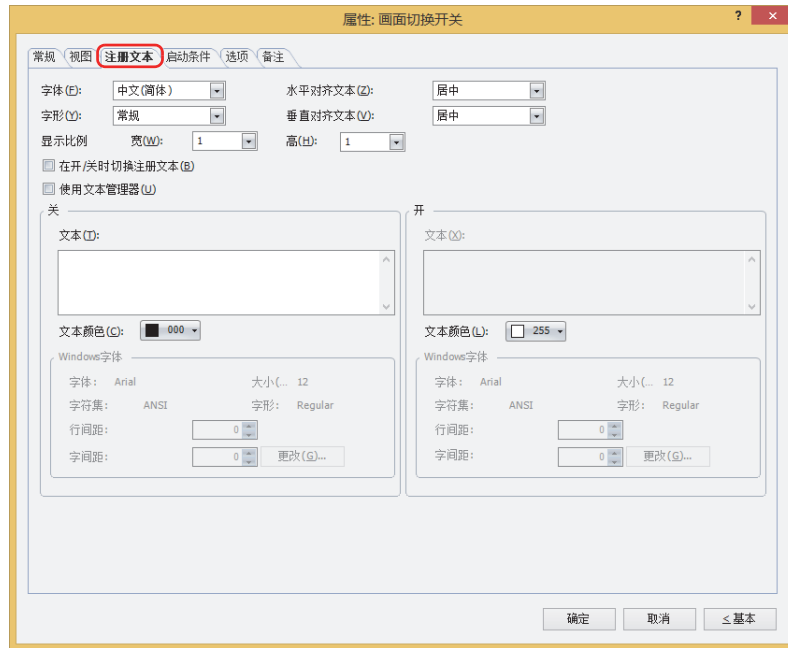 属性: 画面切换开关 ? ×
常规 视图 注册文本 启动条件 选项 备注
字体(F): 中文(简体) 水平对齐文本(Z): 居中
字形(Y): 常规 垂直对齐文本(V): 居中
显示比例 宽(W): 1 高(H): 1
在开/关时切换注册文本(B)
使用文本管理器(U)
关 开
文本(T): 文本(X):
文本颜色(C): 000 文本颜色(L): 255
Windows字体 Windows字体
字体: Arial 大小(... 12 字体: Arial 大小(... 12
字符集: ANSI 字形: Regular 字符集: ANSI 字形: Regular
行间距: 0 行间距: 0
字间距: 0 更改(G)... 字间距: 0 更改(G)...
确定 取消 ≤基本